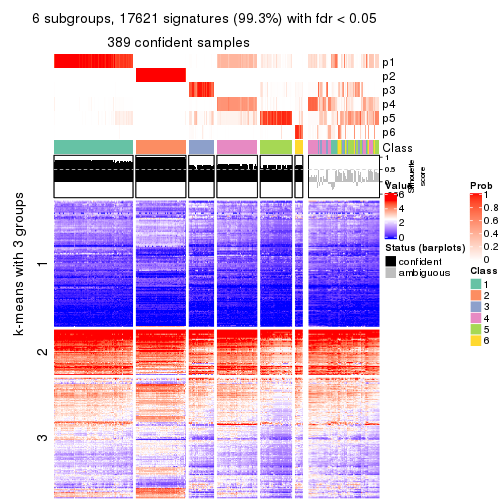 6 subgroups, 17621 signatures (99.3%) with fdr < 0.05
389 confident samples
p1
p2
p3
p4
p5
p6
Class
1
0.5
0
Silhouette
score
k-means with 3 groups
1
2
3
Value
6
4
2
0
Status (barplots)
confident
ambiguous
Prob
1
0.8
0.6
0.4
0.2
0
Class
1
2
3
4
5
6